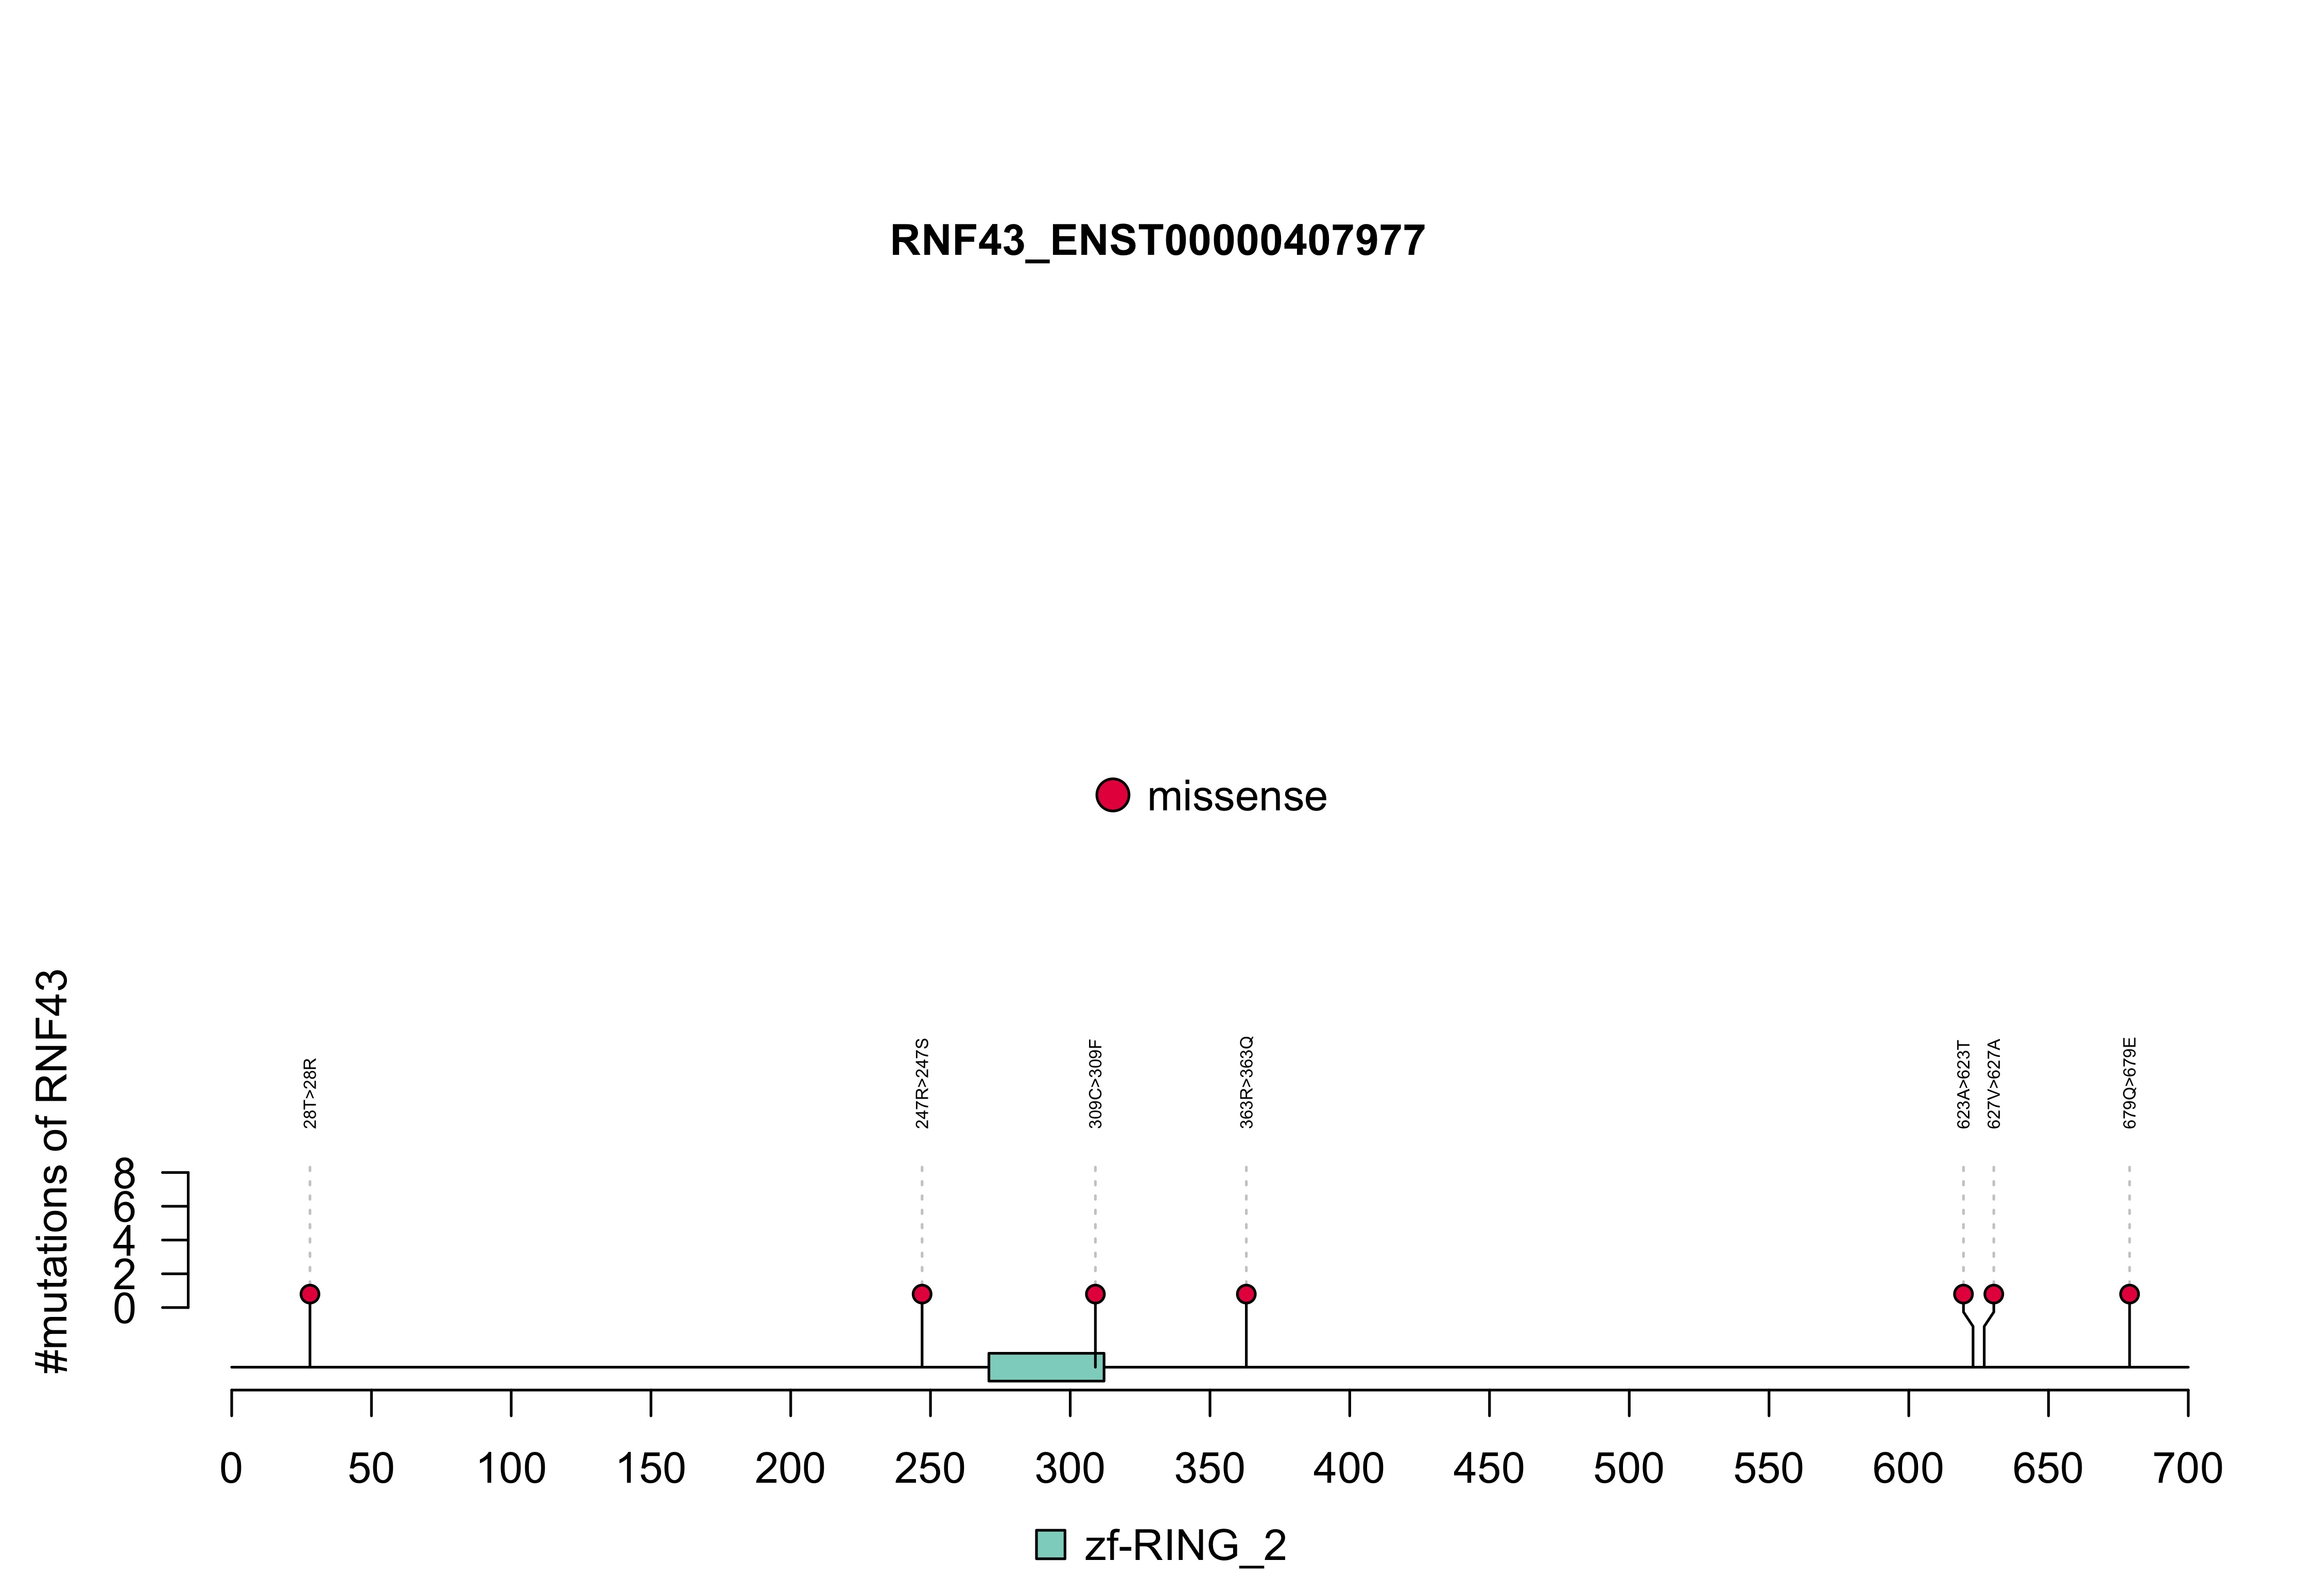 RNF43_ENST00000407977
missense
#mutations of RNF43
28T>28R
247R>247S
309C>309F
363R>363Q
623A>623T
627V>627A
679Q>679E
8
6
4
2
0
0 50 100 150 200 250 300 350 400 450 500 550 600 650 700
zf-RING_2